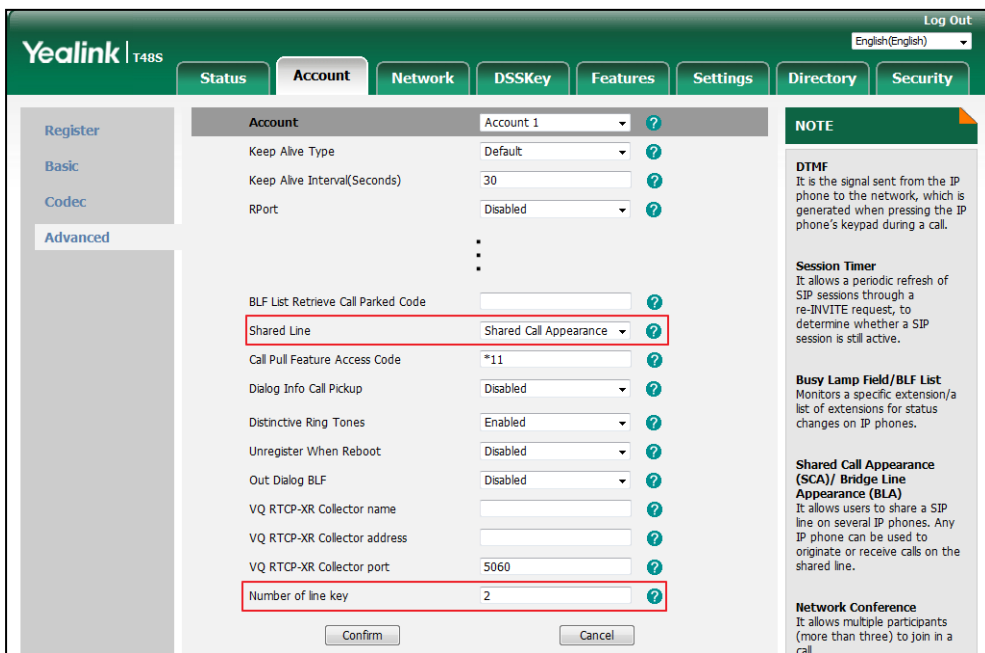 Log Out
Yealink | T48S
English(English)
Status Account Network DSSKey Features Settings Directory Security
Register
Basic
Codec
Advanced
Account Account 1 ?
Keep Alive Type Default ?
Keep Alive Interval(Seconds) 30 ?
RPort Disabled ?
BLF List Retrieve Call Parked Code ?
Shared Line Shared Call Appearance ?
Call Pull Feature Access Code *11 ?
Dialog Info Call Pickup Disabled ?
Distinctive Ring Tones Enabled ?
Unregister When Reboot Disabled ?
Out Dialog BLF Disabled ?
VQ RTCP-XR Collector name ?
VQ RTCP-XR Collector address ?
VQ RTCP-XR Collector port 5060 ?
Number of line key 2 ?
Confirm Cancel
NOTE
DTMF
It is the signal sent from the IP
phone to the network, which is
generated when pressing the IP
phone's keypad during a call.
Session Timer
It allows a periodic refresh of
SIP sessions through a
re-INVITE request, to
determine whether a SIP
session is still active.
Busy Lamp Field/BLF List
Monitors a specific extension/a
list of extensions for status
changes on IP phones.
Shared Call Appearance
(SCA)/ Bridge Line
Appearance (BLA)
It allows users to share a SIP
line on several IP phones. Any
IP phone can be used to
originate or receive calls on the
shared line.
Network Conference
It allows multiple participants
(more than three) to join in a
call